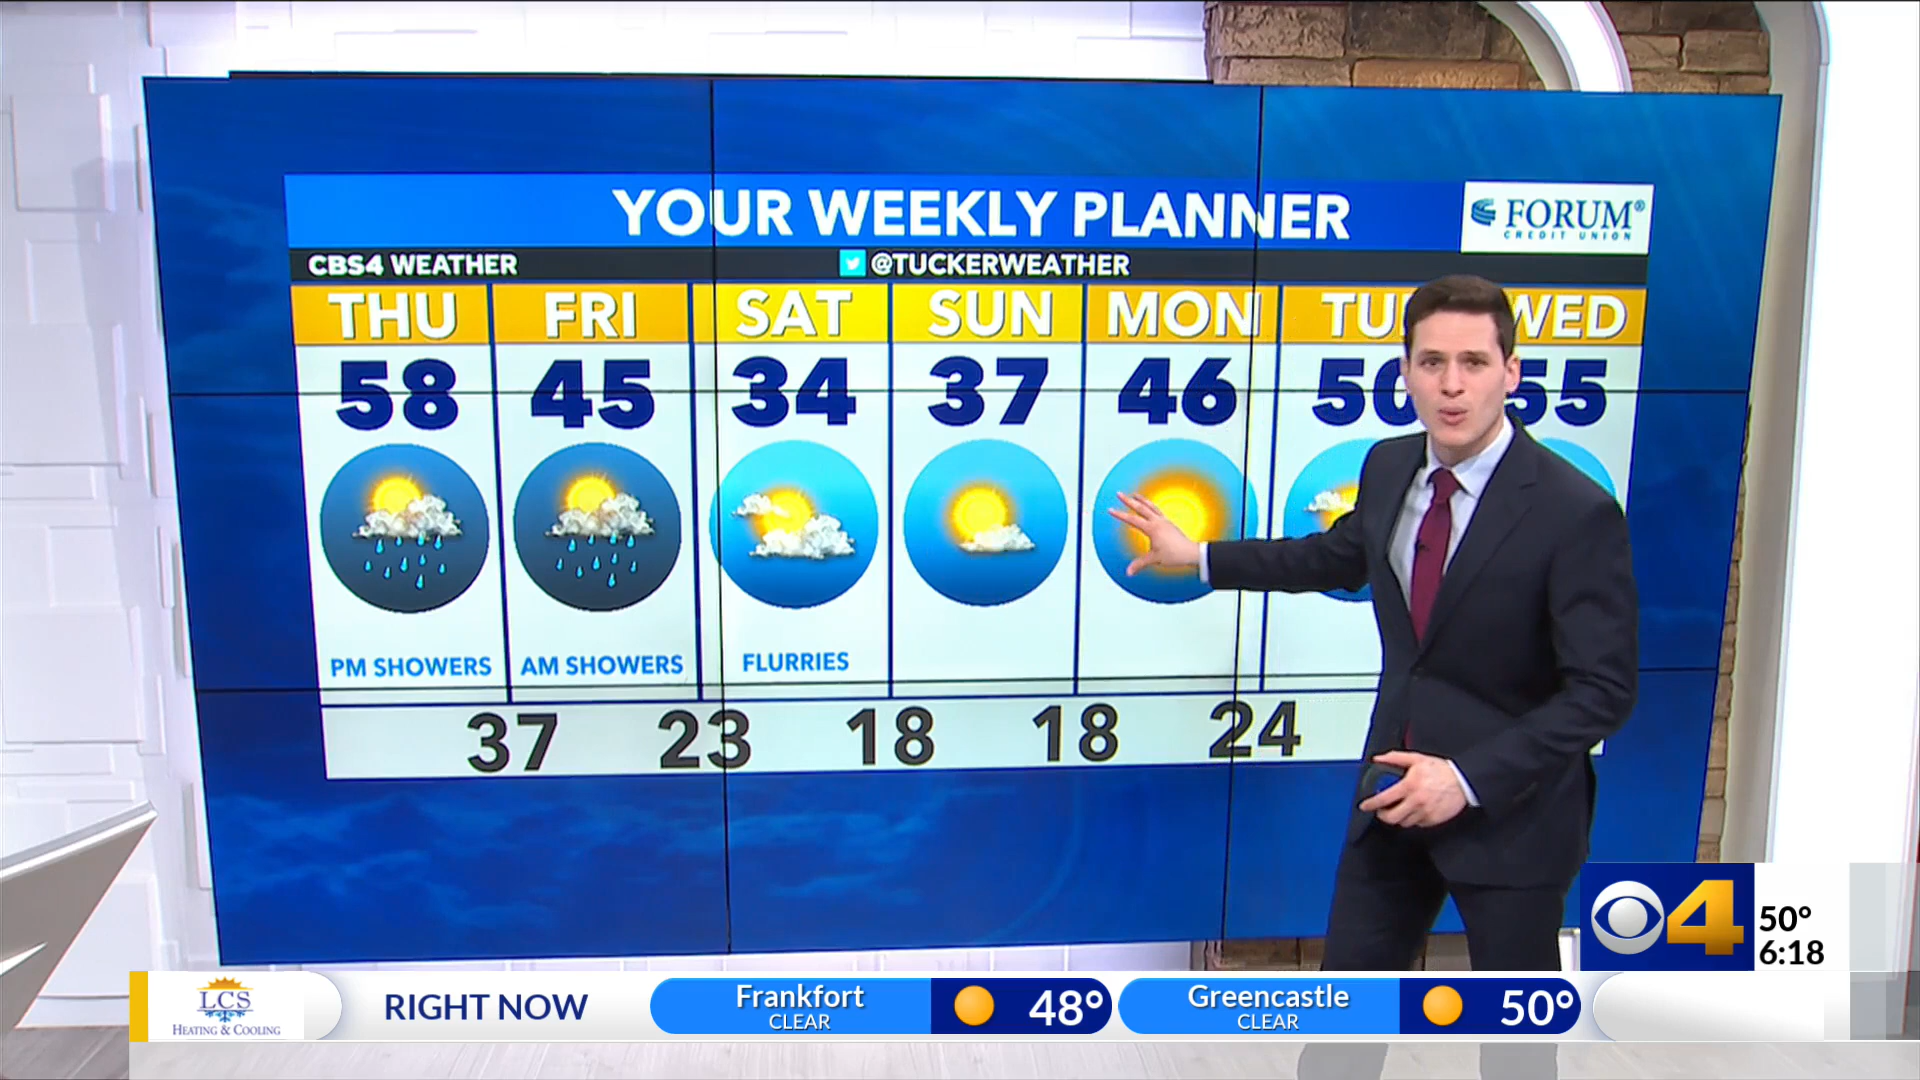 YOUR WEEKLY PLANNER
FORUM®
CREDIT UNION
CBS4 WEATHER
@TUCKERWEATHER
THU FRI SAT SUN MON TU WED
58 45 34 37 46 50 55
PM SHOWERS AM SHOWERS FLURRIES
37 23 18 18 24
4
50°
6:18
LCS
HEATING & COOLING
RIGHT NOW
Frankfort
CLEAR
48°
Greencastle
CLEAR
50°